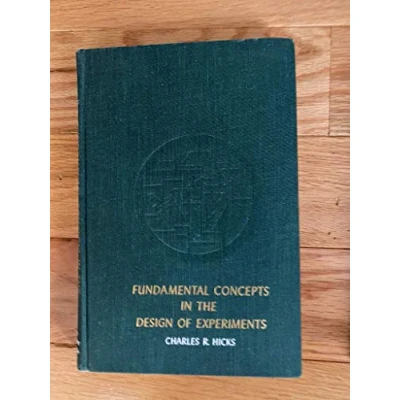 FUNDAMENTAL CONCEPTS
IN THE
DESIGN OF EXPERIMENTS
CHARLES R. HICKS